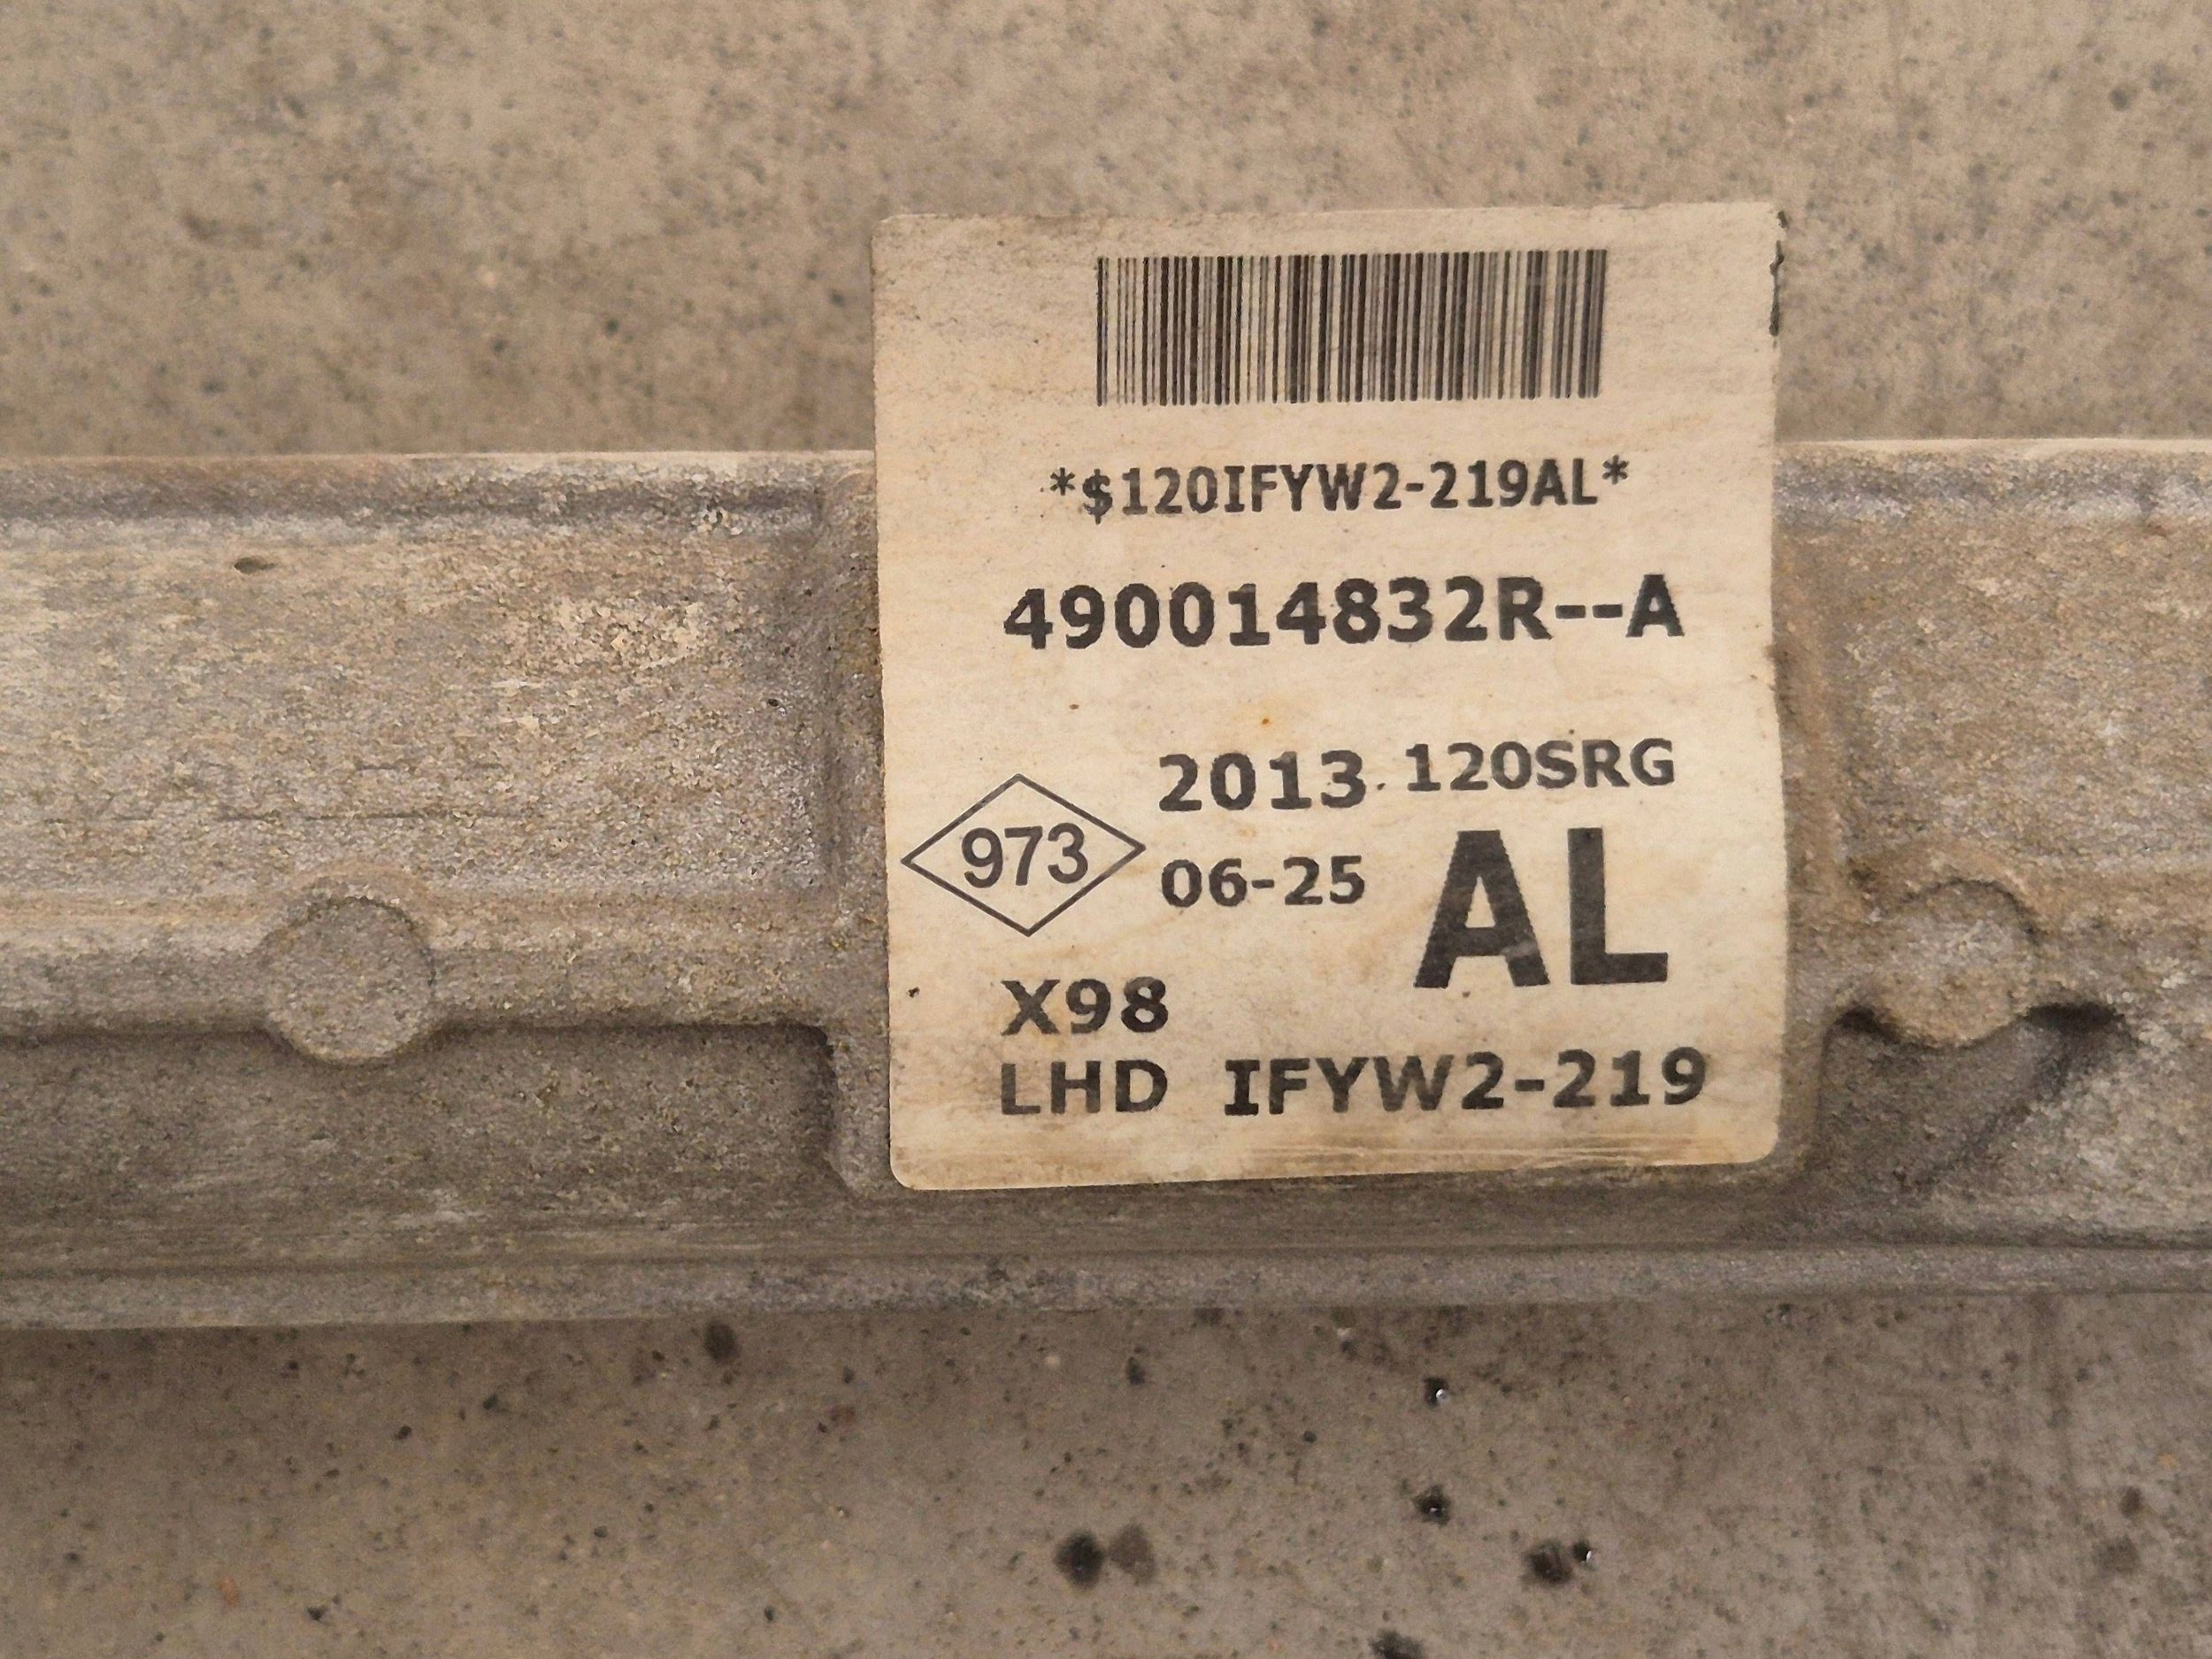 *$120IFYW2-219AL*
490014832R--A
2013 120SRG
973 06-25 AL
X98
LHD IFYW2-219